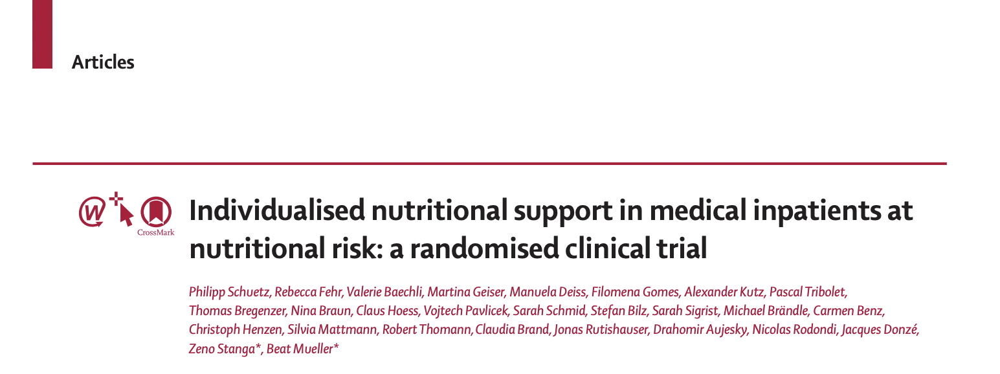 Articles
W
CrossMark
Individualised nutritional support in medical inpatients at
nutritional risk: a randomised clinical trial
Philipp Schuetz, Rebecca Fehr, Valerie Baechli, Martina Geiser, Manuela Deiss, Filomena Gomes, Alexander Kutz, Pascal Tribolet,
Thomas Bregenzer, Nina Braun, Claus Hoess, Vojtech Pavlicek, Sarah Schmid, Stefan Bilz, Sarah Sigrist, Michael Brändle, Carmen Benz,
Christoph Henzen, Silvia Mattmann, Robert Thomann, Claudia Brand, Jonas Rutishauser, Drahomir Aujesky, Nicolas Rodondi, Jacques Donzé,
Zeno Stanga*, Beat Mueller*